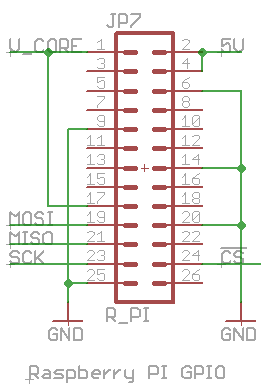 JP7
V_CORE 1 2 5V
3 4
5 6
7 8
9 10
11 12
13 14
15 16
17 18
MOSI 19 20
MISO 21 22
SCK 23 24 CS
25 26
R_PI
GND GND
Raspberry PI GPIO